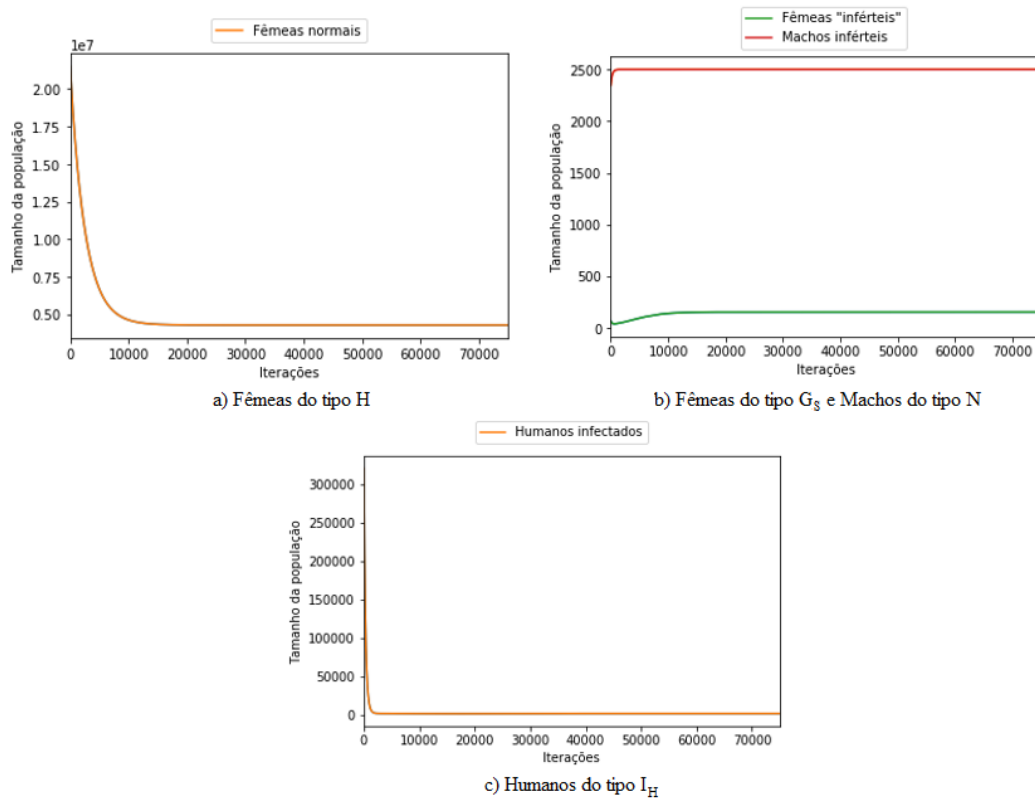 Fêmeas normais
1e7
2.00
1.75
1.50
1.25
1.00
0.75
0.50
Tamanho da população
0 10000 20000 30000 40000 50000 60000 70000
Iterações
a) Fêmeas do tipo H
Fêmeas "inférteis"
Machos inférteis
2500
2000
1500
1000
500
0
Tamanho da população
0 10000 20000 30000 40000 50000 60000 70000
Iterações
b) Fêmeas do tipo G_S e Machos do tipo N
Humanos infectados
300000
250000
200000
150000
100000
50000
0
Tamanho da população
0 10000 20000 30000 40000 50000 60000 70000
Iterações
c) Humanos do tipo I_H